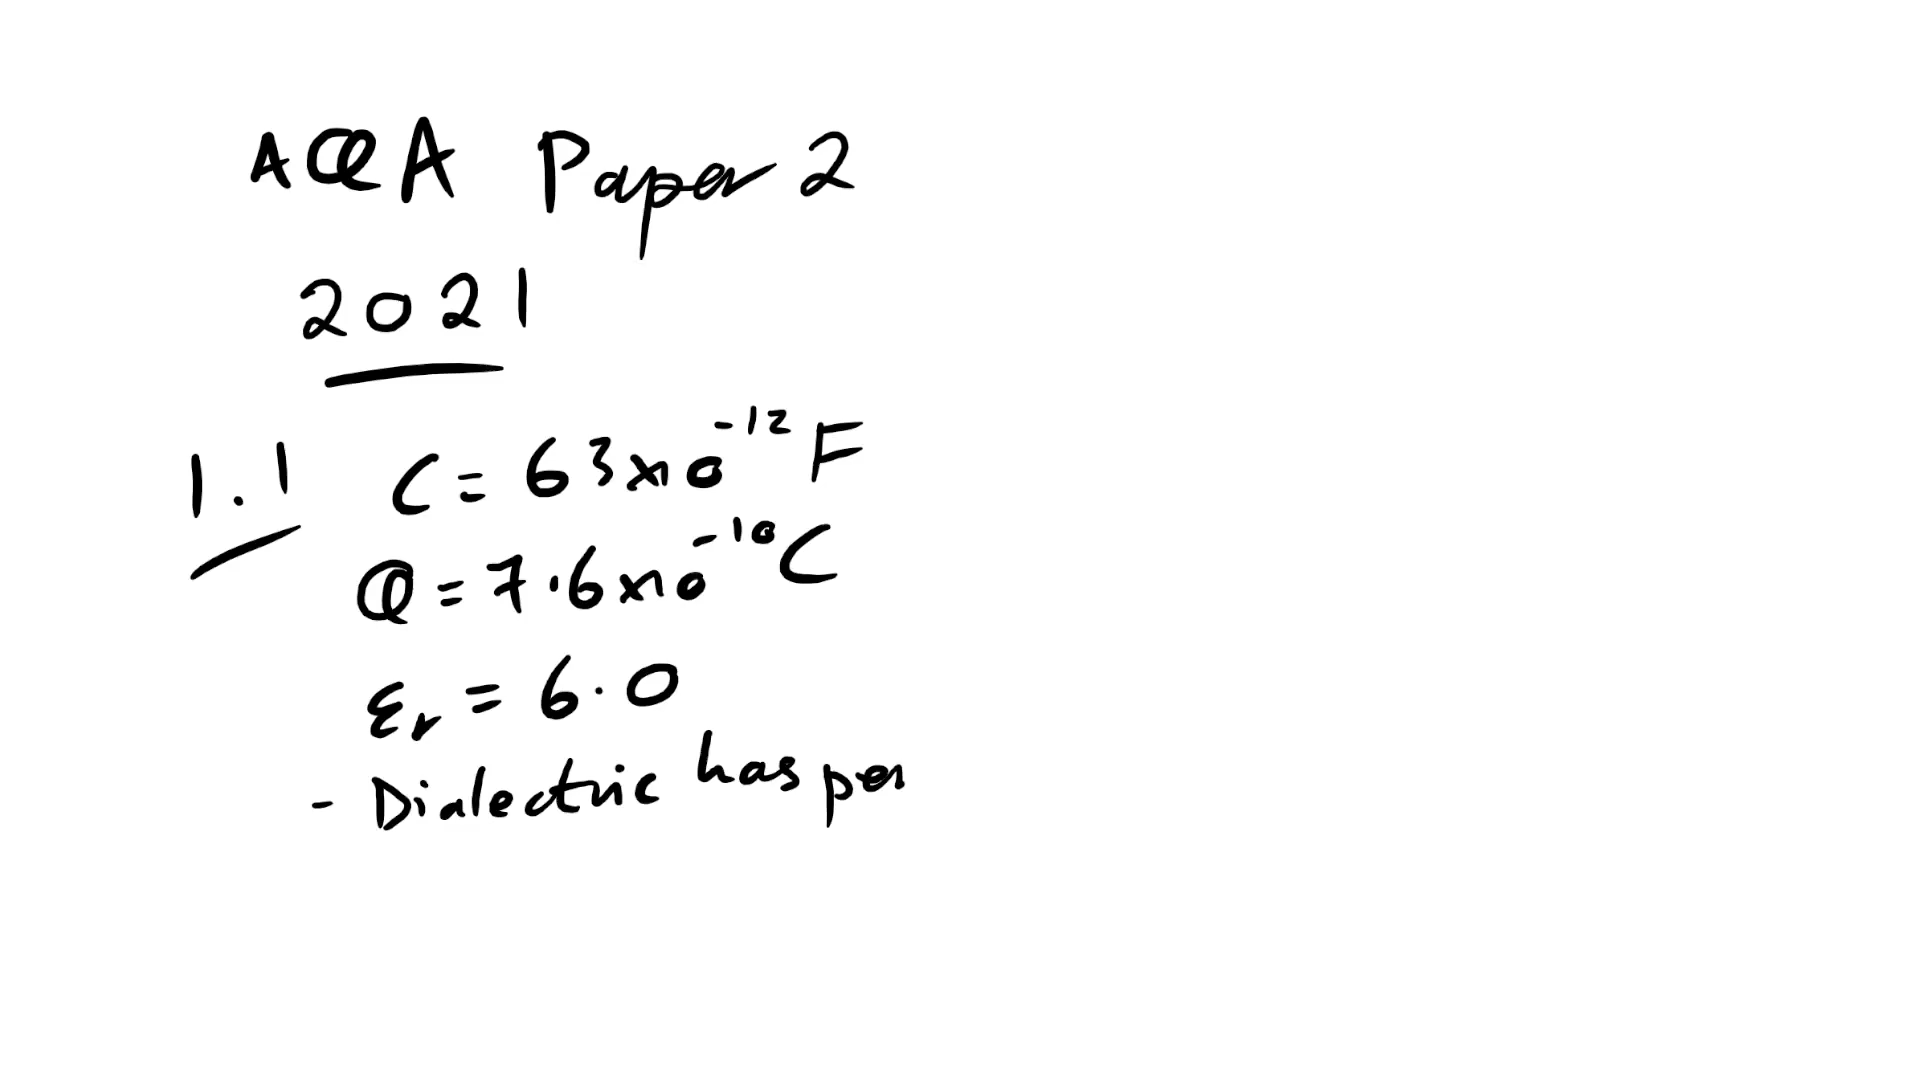 AQA Paper 2
2021
1.1 C = 63x10⁻¹² F
Q = 7.6x10⁻¹⁰ C
εr = 6.0
- Dialectric has per